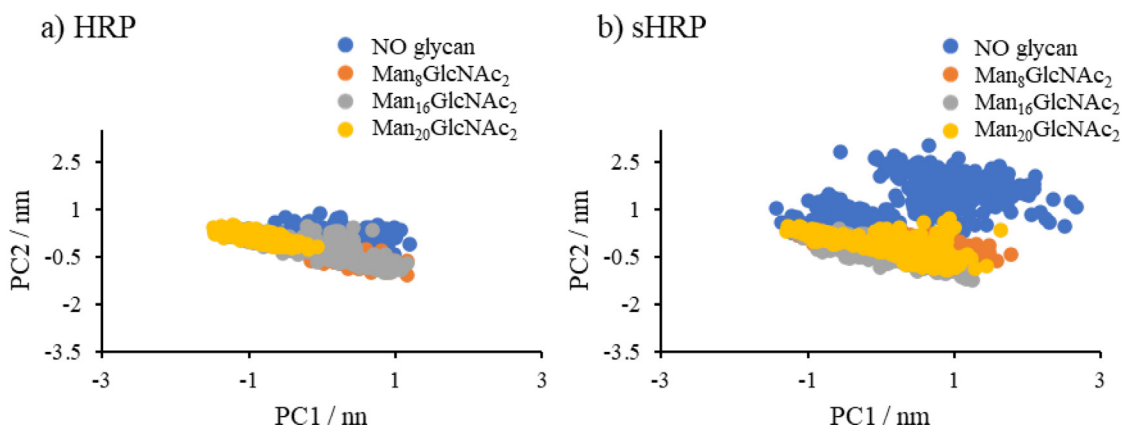 a) HRP
NO glycan
Man₈GlcNAc₂
Man₁₆GlcNAc₂
Man₂₀GlcNAc₂
PC2 / nm
2.5
1
-0.5
-2
-3.5
-3
-1
1
3
PC1 / nn
b) sHRP
NO glycan
Man₈GlcNAc₂
Man₁₆GlcNAc₂
Man₂₀GlcNAc₂
PC2 / nm
2.5
1
-0.5
-2
-3.5
-3
-1
1
3
PC1 / nm